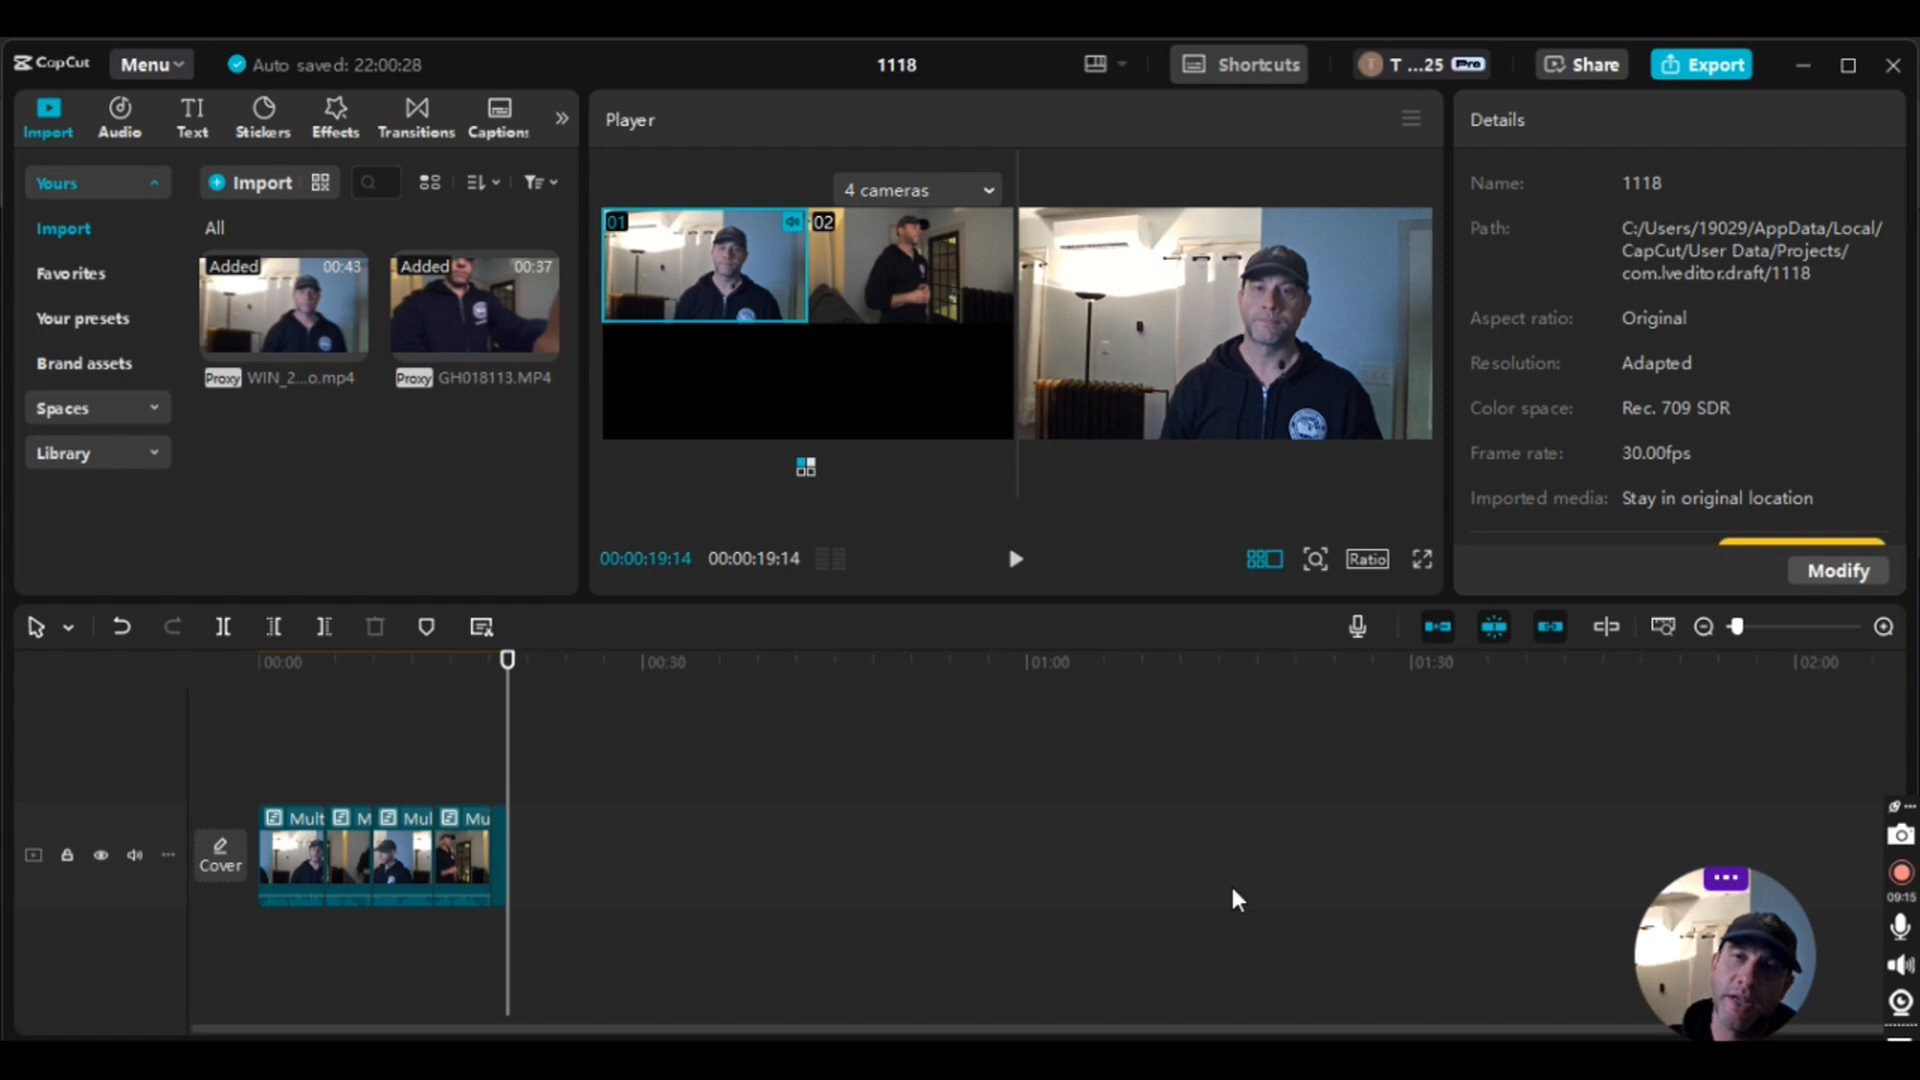 CapCut
Menu
Auto saved: 22:00:28
1118
Shortcuts
T ...25 Pro
Share
Export
Import
Audio
TI
Text
Stickers
Effects
Transitions
Captions
Player
Details
Yours
Import
Import
Favorites
Your presets
Brand assets
Spaces
Library
All
Added 00:43
Added 00:37
Proxy WIN_2...o.mp4
Proxy GH018113.MP4
4 cameras
01
02
00:00:19:14 00:00:19:14
Ratio
Name: 1118
Path: C:/Users/19029/AppData/Local/
CapCut/User Data/Projects/
com.lveditor.draft/1118
Aspect ratio: Original
Resolution: Adapted
Color space: Rec. 709 SDR
Frame rate: 30.00fps
Imported media: Stay in original location
Modify
00:00 00:30 01:00 01:30 02:00
Mult M Mul Mu
Cover
09:15